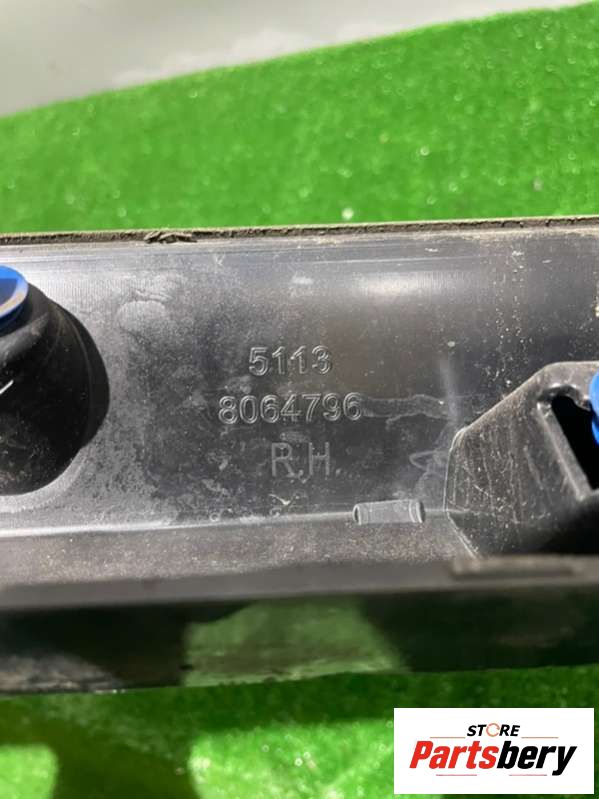 5113
8064796
R.H.
STORE
Partsbery